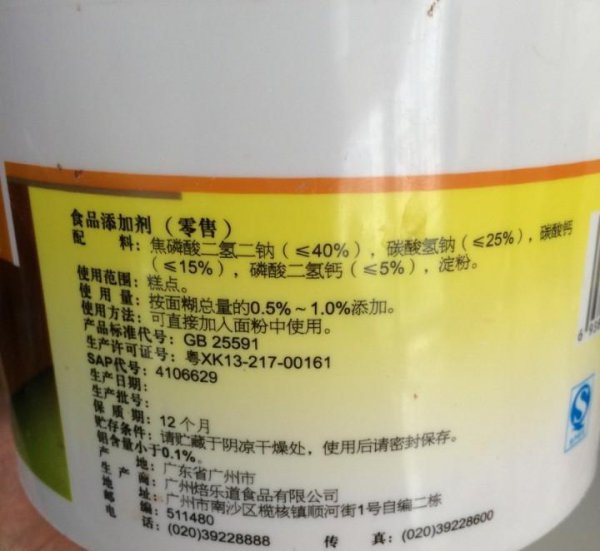 食品添加剂（零售）
配 料：焦磷酸二氢二钠（≤40%），碳酸氢钠（≤25%），碳酸钙
（≤15%），磷酸二氢钙（≤5%），淀粉。
使用范围：糕点。
使 用 量：按面糊总量的0.5%～1.0%添加。
使用方法：可直接加入面粉中使用。
产品标准代号：GB 25591
生产许可证号：粤XK13-217-00161
SAP代号：4106629
生产日期：
生产批号：
保 质 期：12个月
贮存条件：请贮藏于阴凉干燥处，使用后请密封保存。
铝含量小于0.1%。
产 地：广东省广州市
生 产 商：广州焙乐道食品有限公司
地 址：广州市南沙区榄核镇顺河街1号自编二栋
邮 编：511480
电 话：(020)39228888 传 真：(020)39228600